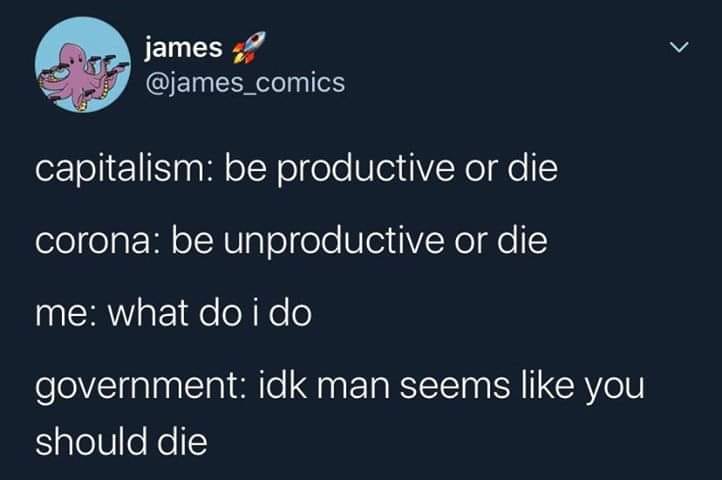 james 🚀
@james_comics
capitalism: be productive or die
corona: be unproductive or die
me: what do i do
government: idk man seems like you
should die